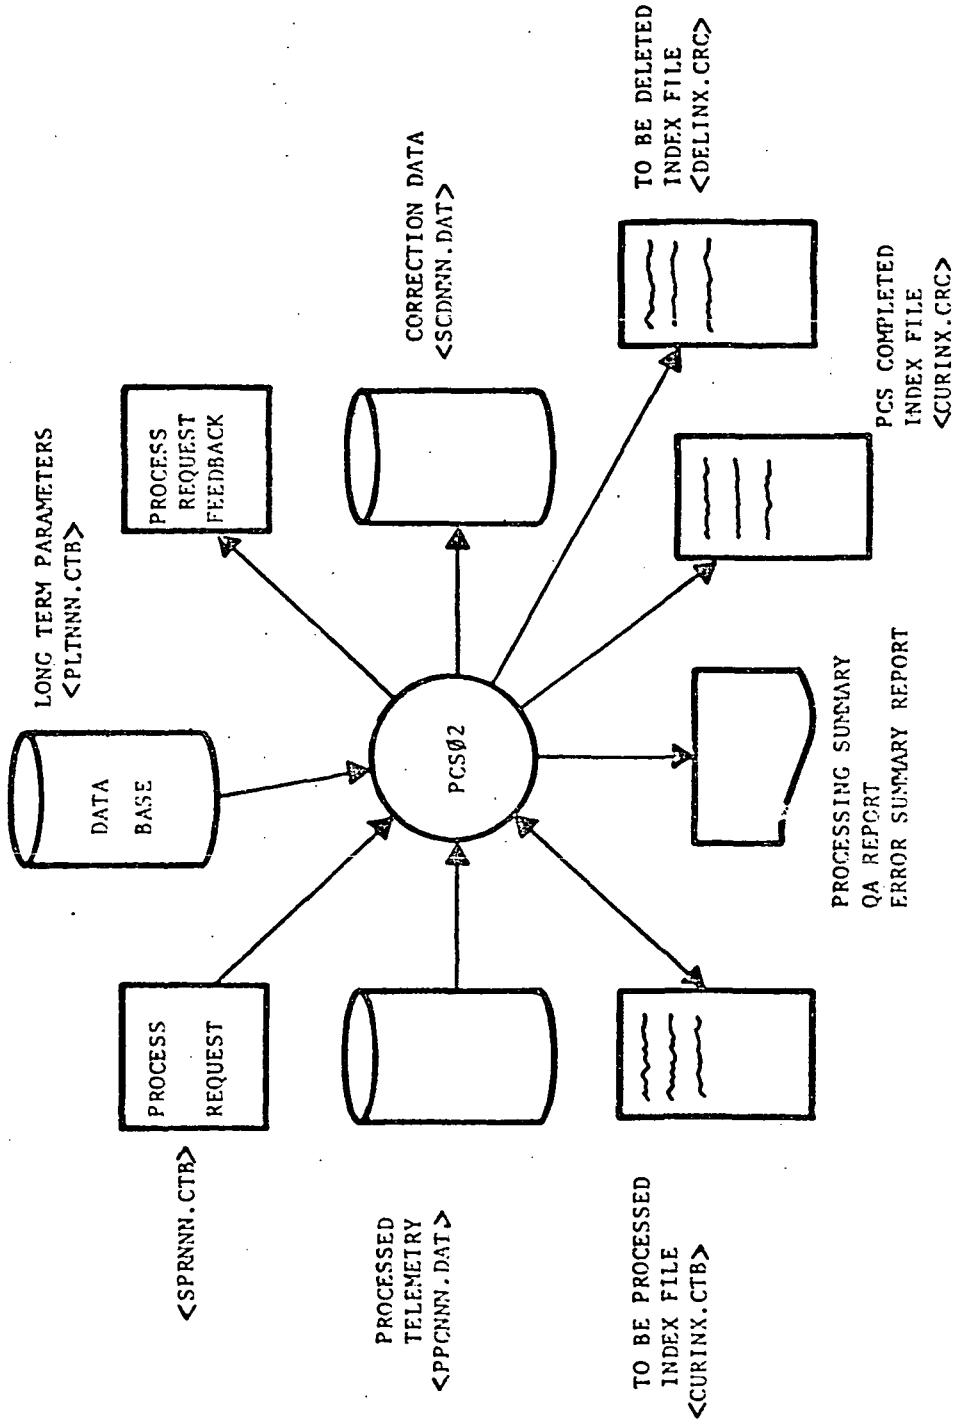 LONG TERM PARAMETERS
<PLTNNN.CTB>
DATA
BASE
<SPRNNN.CTB>
PROCESS
REQUEST
PROCESS
REQUEST
FEEDBACK
PROCESSED
TELEMETRY
<PPCNNN.DAT>
PCSØ2
CORRECTION DATA
<SCDNNN.DAT>
TO BE PROCESSED
INDEX FILE
<CURINX.CTB>
PROCESSING SUMMARY
QA REPORT
ERROR SUMMARY REPORT
PCS COMPLETED
INDEX FILE
<CURINX.CRC>
TO BE DELETED
INDEX FILE
<DELINX.CRC>